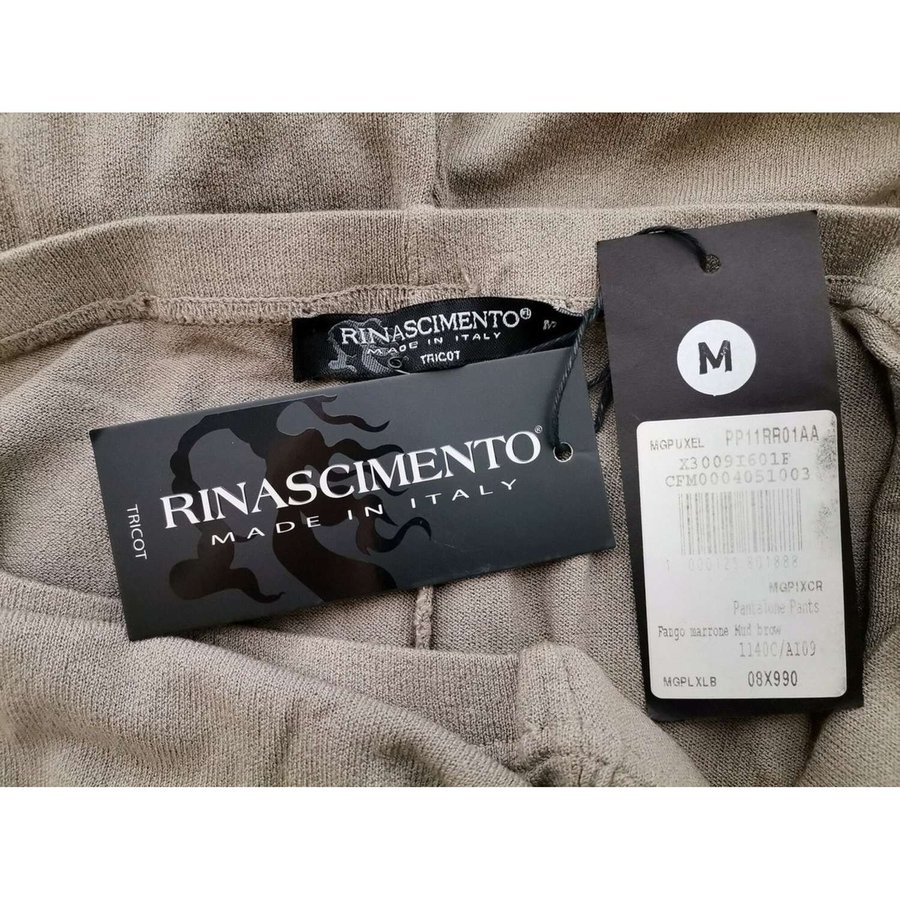 RINASCIMENTO®
MADE IN ITALY
TRICOT
M
RINASCIMENTO®
MADE IN ITALY
TRICOT
M
MGPUXEL PP11RR01AA
X3009I601F
CFM0004051003
MGPIXCR
Pantalone Pants
Fango marrone Mud brow
1140C/A109
MGPLXLB 08X990